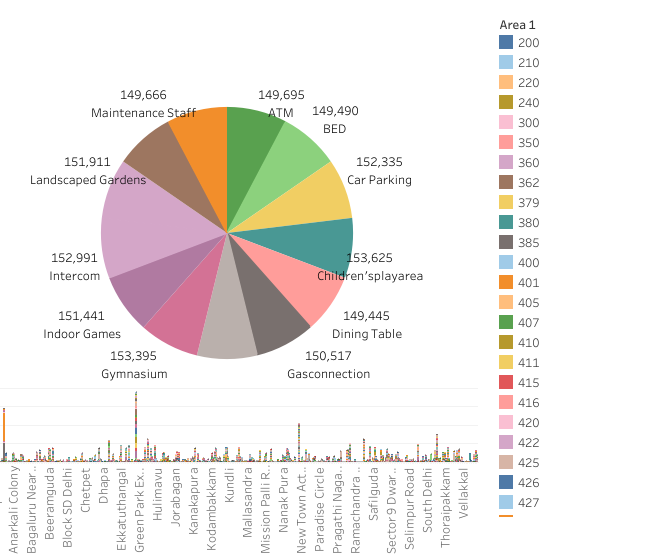 Area 1
200
210
220
240
300
350
360
362
379
380
385
400
401
405
407
410
411
415
416
420
422
425
426
427
149,666
Maintenance Staff
149,695
ATM
149,490
BED
151,911
Landscaped Gardens
152,335
Car Parking
152,991
Intercom
153,625
Children'splayarea
151,441
Indoor Games
149,445
Dining Table
153,395
Gymnasium
150,517
Gasconnection
Anarkali Colony
Bagaluru Near ..
Beeramguda
Block SD Delhi
Chetpet
Dhapa
Ekkatuthangal
Green Park Ex..
Hulimavu
Jorabagan
Kanakapura
Kodambakkam
Kundli
Mallasandra
Mission Palli R..
Nanak Pura
New Town Act..
Paradise Circle
Pragathi Naga..
Ramachandra ..
Safilguda
Sector 9 Dwar..
Selimpur Road
South Delhi
Thoraipakkam
Vellakkal